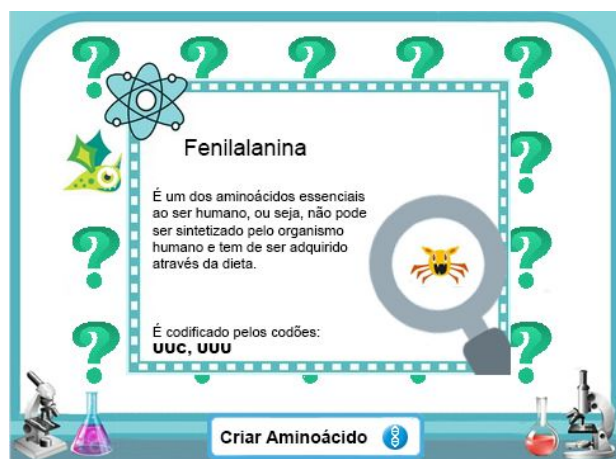 Fenilalanina
É um dos aminoácidos essenciais
ao ser humano, ou seja, não pode
ser sintetizado pelo organismo
humano e tem de ser adquirido
através da dieta.
É codificado pelos codões:
UUC, UUU
Criar Aminoácido